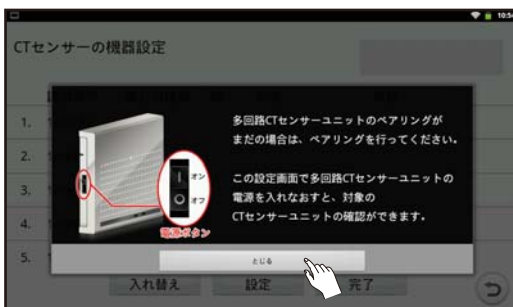 10:54
CTセンサーの機器設定
多回路CTセンサーユニットのペアリングが
まだの場合は、ペアリングを行ってください。
この設定画面で多回路CTセンサーユニットの
電源を入れなおすと、対象の
CTセンサーユニットの確認ができます。
オン
オフ
電源ボタン
とじる
1.
2.
3.
4.
5.
入れ替え 設定 完了